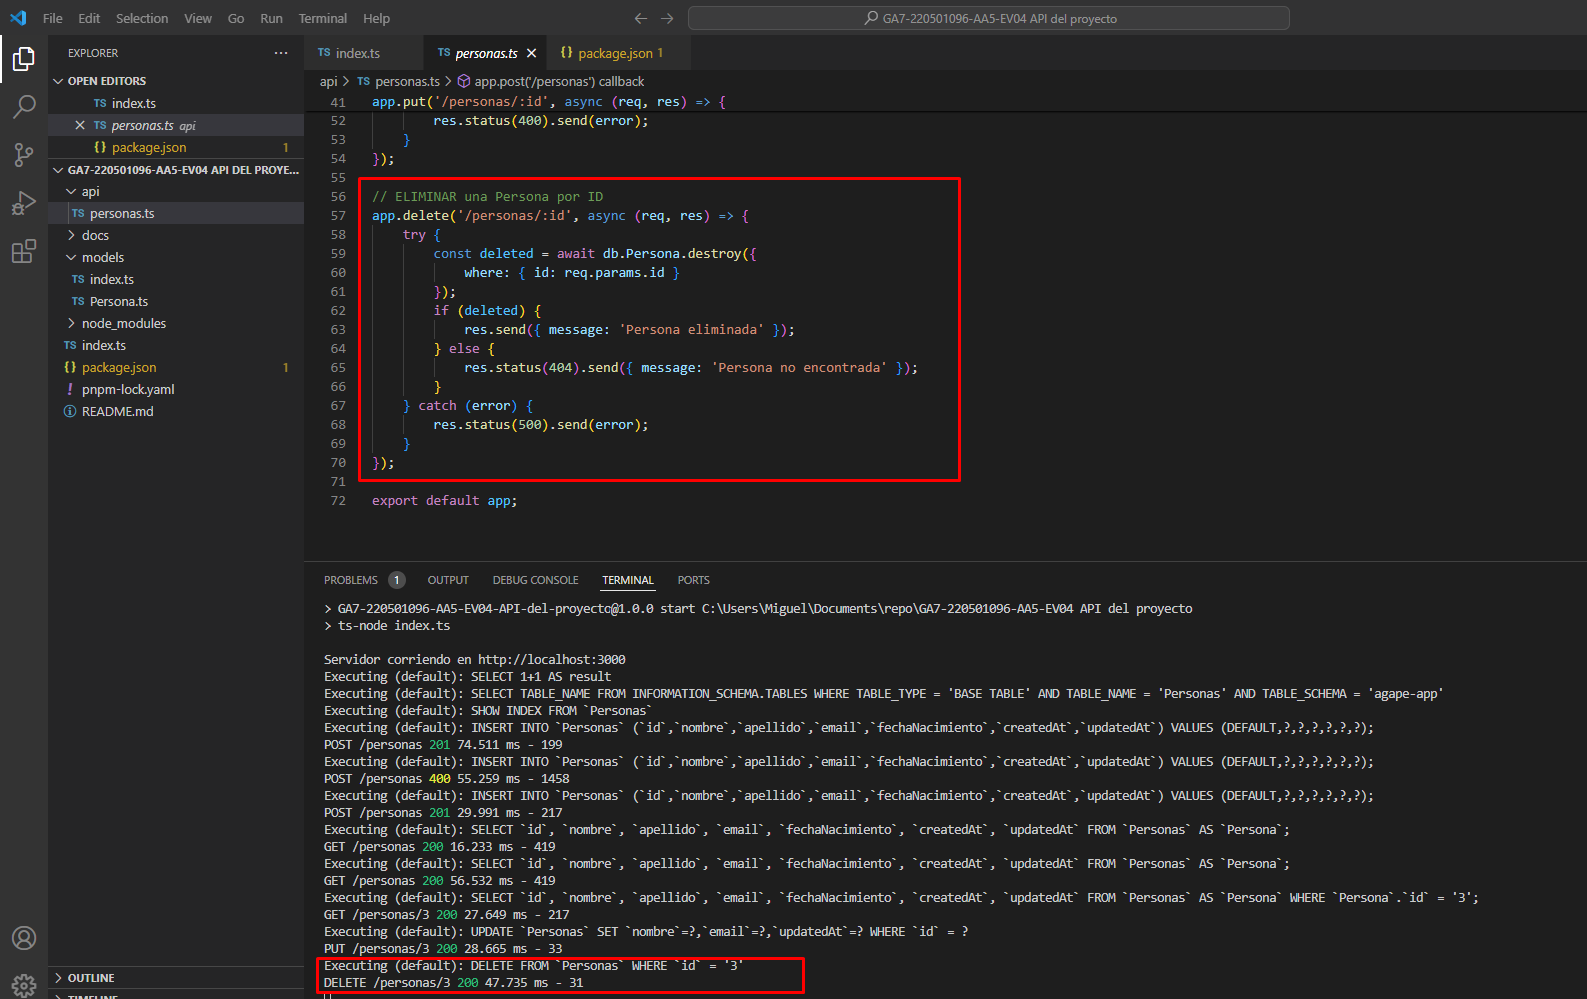 File Edit Selection View Go Run Terminal Help
GA7-220501096-AA5-EV04 API del proyecto
EXPLORER
OPEN EDITORS
TS index.ts
TS personas.ts api
{} package.json 1
GA7-220501096-AA5-EV04 API DEL PROYE...
api
TS personas.ts
docs
models
TS index.ts
TS Persona.ts
node_modules
TS index.ts
{} package.json 1
! pnpm-lock.yaml
README.md
OUTLINE
TIMELINE
TS index.ts TS personas.ts {} package.json 1
api > TS personas.ts > app.post('/personas') callback
41 app.put('/personas/:id', async (req, res) => {
52 res.status(400).send(error);
53 }
54 });
55
56 // ELIMINAR una Persona por ID
57 app.delete('/personas/:id', async (req, res) => {
58 try {
59 const deleted = await db.Persona.destroy({
60 where: { id: req.params.id }
61 });
62 if (deleted) {
63 res.send({ message: 'Persona eliminada' });
64 } else {
65 res.status(404).send({ message: 'Persona no encontrada' });
66 }
67 } catch (error) {
68 res.status(500).send(error);
69 }
70 });
71
72 export default app;
PROBLEMS 1 OUTPUT DEBUG CONSOLE TERMINAL PORTS
> GA7-220501096-AA5-EV04-API-del-proyecto@1.0.0 start C:\Users\Miguel\Documents\repo\GA7-220501096-AA5-EV04 API del proyecto
> ts-node index.ts
Servidor corriendo en http://localhost:3000
Executing (default): SELECT 1+1 AS result
Executing (default): SELECT TABLE_NAME FROM INFORMATION_SCHEMA.TABLES WHERE TABLE_TYPE = 'BASE TABLE' AND TABLE_NAME = 'Personas' AND TABLE_SCHEMA = 'agape-app'
Executing (default): SHOW INDEX FROM `Personas`
Executing (default): INSERT INTO `Personas` (`id`,`nombre`,`apellido`,`email`,`fechaNacimiento`,`createdAt`,`updatedAt`) VALUES (DEFAULT,?,?,?,?,?,?);
POST /personas 201 74.511 ms - 199
Executing (default): INSERT INTO `Personas` (`id`,`nombre`,`apellido`,`email`,`fechaNacimiento`,`createdAt`,`updatedAt`) VALUES (DEFAULT,?,?,?,?,?,?);
POST /personas 400 55.259 ms - 1458
Executing (default): INSERT INTO `Personas` (`id`,`nombre`,`apellido`,`email`,`fechaNacimiento`,`createdAt`,`updatedAt`) VALUES (DEFAULT,?,?,?,?,?,?);
POST /personas 201 29.991 ms - 217
Executing (default): SELECT `id`, `nombre`, `apellido`, `email`, `fechaNacimiento`, `createdAt`, `updatedAt` FROM `Personas` AS `Persona`;
GET /personas 200 16.233 ms - 419
Executing (default): SELECT `id`, `nombre`, `apellido`, `email`, `fechaNacimiento`, `createdAt`, `updatedAt` FROM `Personas` AS `Persona`;
GET /personas 200 56.532 ms - 419
Executing (default): SELECT `id`, `nombre`, `apellido`, `email`, `fechaNacimiento`, `createdAt`, `updatedAt` FROM `Personas` AS `Persona` WHERE `Persona`.`id` = '3';
GET /personas/3 200 27.649 ms - 217
Executing (default): UPDATE `Personas` SET `nombre`=?,`email`=?,`updatedAt`=? WHERE `id` = ?
PUT /personas/3 200 28.665 ms - 33
Executing (default): DELETE FROM `Personas` WHERE `id` = '3'
DELETE /personas/3 200 47.735 ms - 31